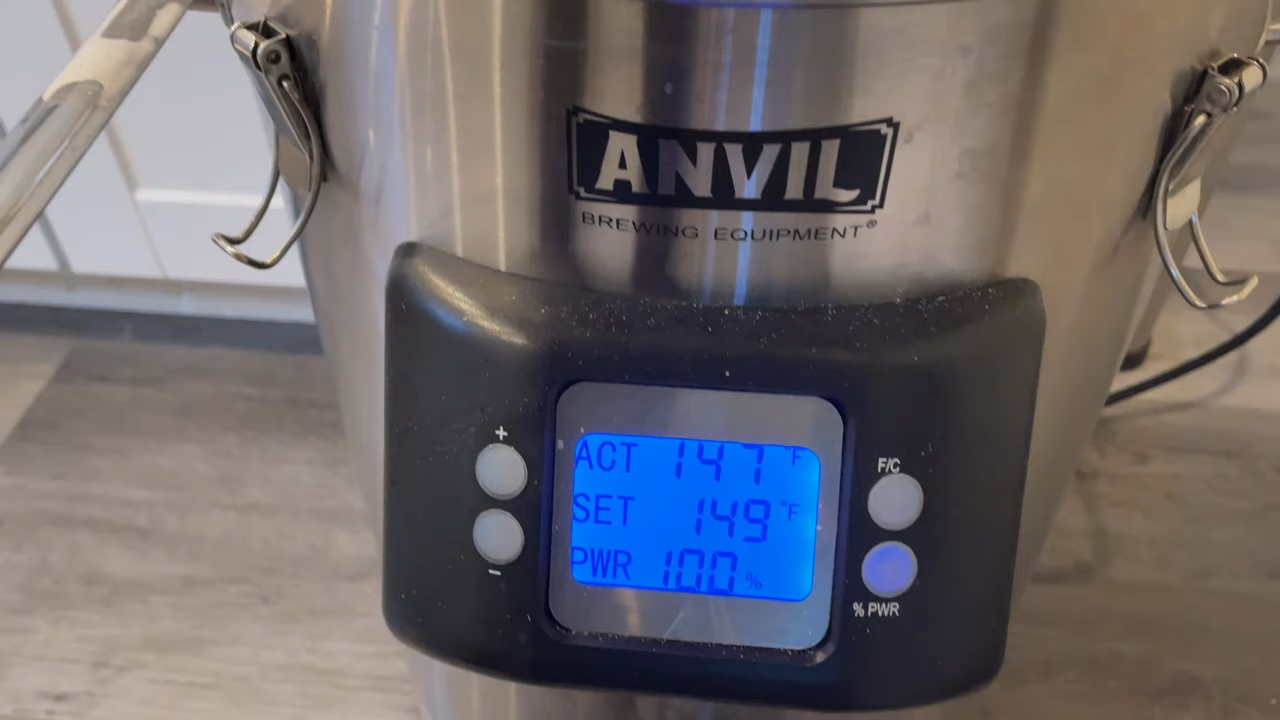 ANVIL
BREWING EQUIPMENT®
+
F/C
ACT 147 °F
SET 149 °F
PWR 100 %
−
% PWR